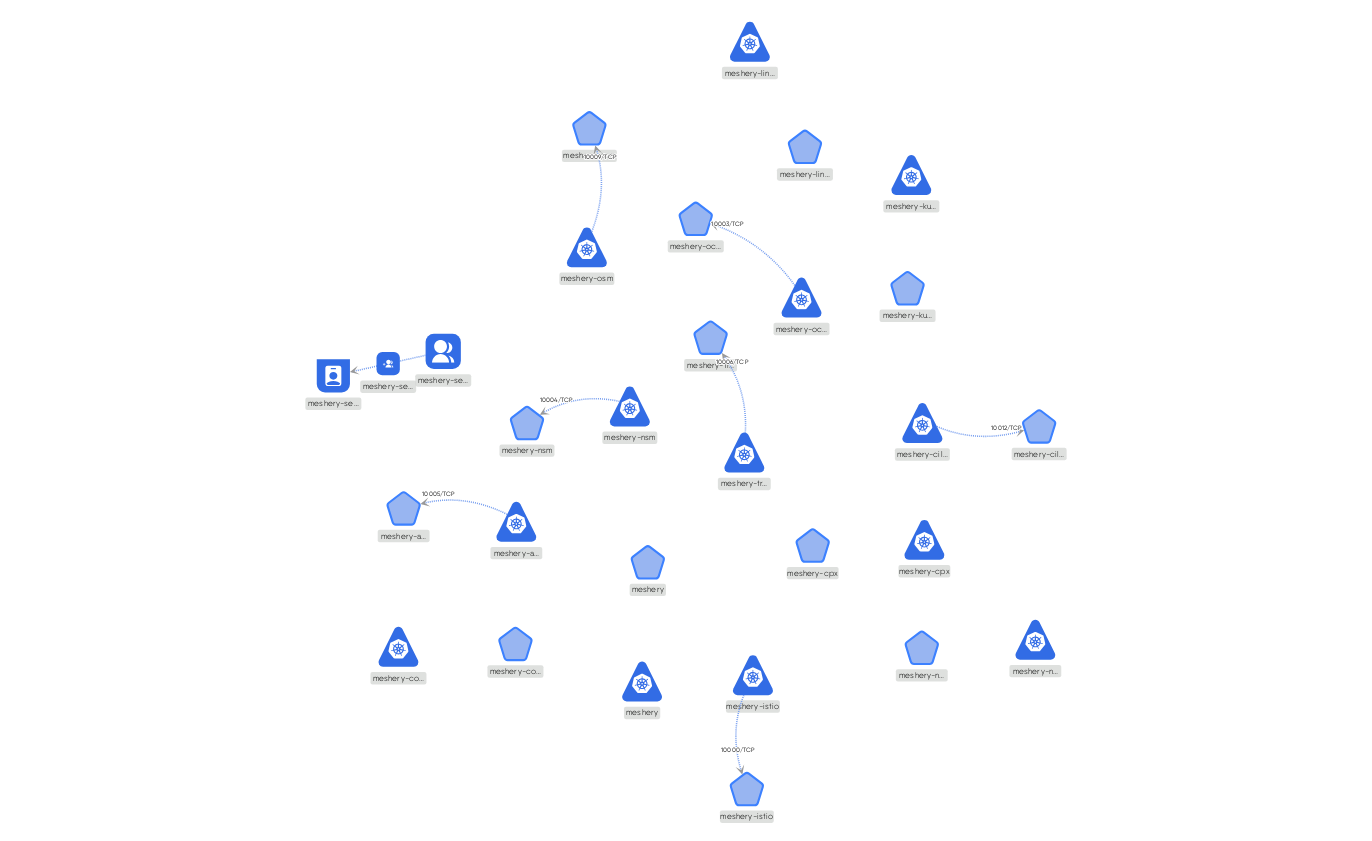 meshery-lin...
10009/TCP
meshery-lin...
meshery-ku...
10003/TCP
meshery-oc...
meshery-osm
meshery-ku...
meshery-oc...
10006/TCP
meshery-se...
meshery-se...
meshery-se...
10004/TCP
meshery-nsm
meshery-nsm
10012/TCP
meshery-cil...
meshery-cil...
meshery-tr...
10005/TCP
meshery-a...
meshery-a...
meshery-cpx
meshery-cpx
meshery
meshery-co...
meshery-co...
meshery-n...
meshery-n...
meshery
meshery-istio
10000/TCP
meshery-istio